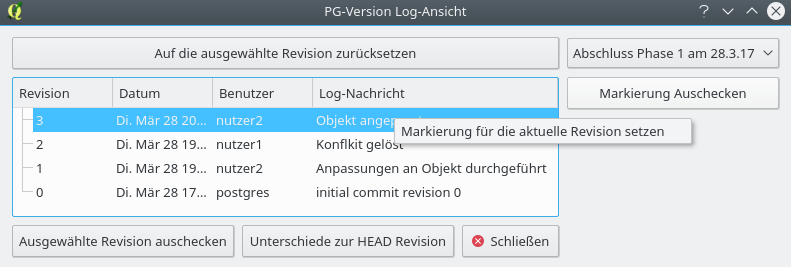 PG-Version Log-Ansicht
Auf die ausgewählte Revision zurücksetzen
Abschluss Phase 1 am 28.3.17
Revision Datum Benutzer Log-Nachricht
Markierung Auschecken
3 Di. Mär 28 20... nutzer2 Objekt
Markierung für die aktuelle Revision setzen
2 Di. Mär 28 19... nutzer1 Konflkit gelöst
1 Di. Mär 28 19... nutzer2 Anpassungen an Objekt durchgeführt
0 Di. Mär 28 17... postgres initial commit revision 0
Ausgewählte Revision auschecken Unterschiede zur HEAD Revision Schließen